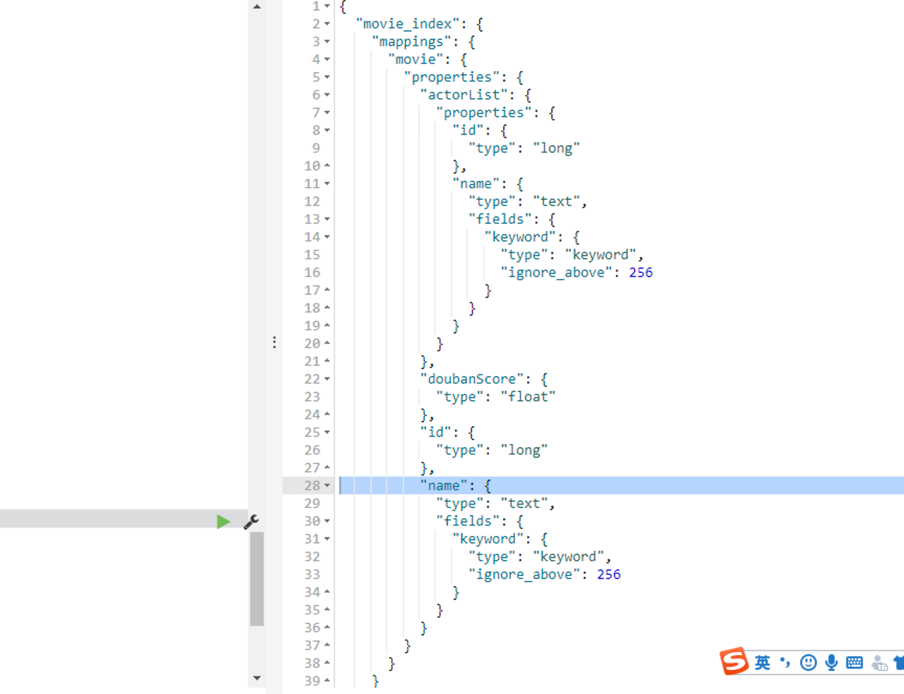 1 {
2 "movie_index": {
3 "mappings": {
4 "movie": {
5 "properties": {
6 "actorList": {
7 "properties": {
8 "id": {
9 "type": "long"
10 },
11 "name": {
12 "type": "text",
13 "fields": {
14 "keyword": {
15 "type": "keyword",
16 "ignore_above": 256
17 }
18 }
19 }
20 }
21 },
22 "doubanScore": {
23 "type": "float"
24 },
25 "id": {
26 "type": "long"
27 },
28 "name": {
29 "type": "text",
30 "fields": {
31 "keyword": {
32 "type": "keyword",
33 "ignore_above": 256
34 }
35 }
36 }
37 }
38 }
39 }
S 英